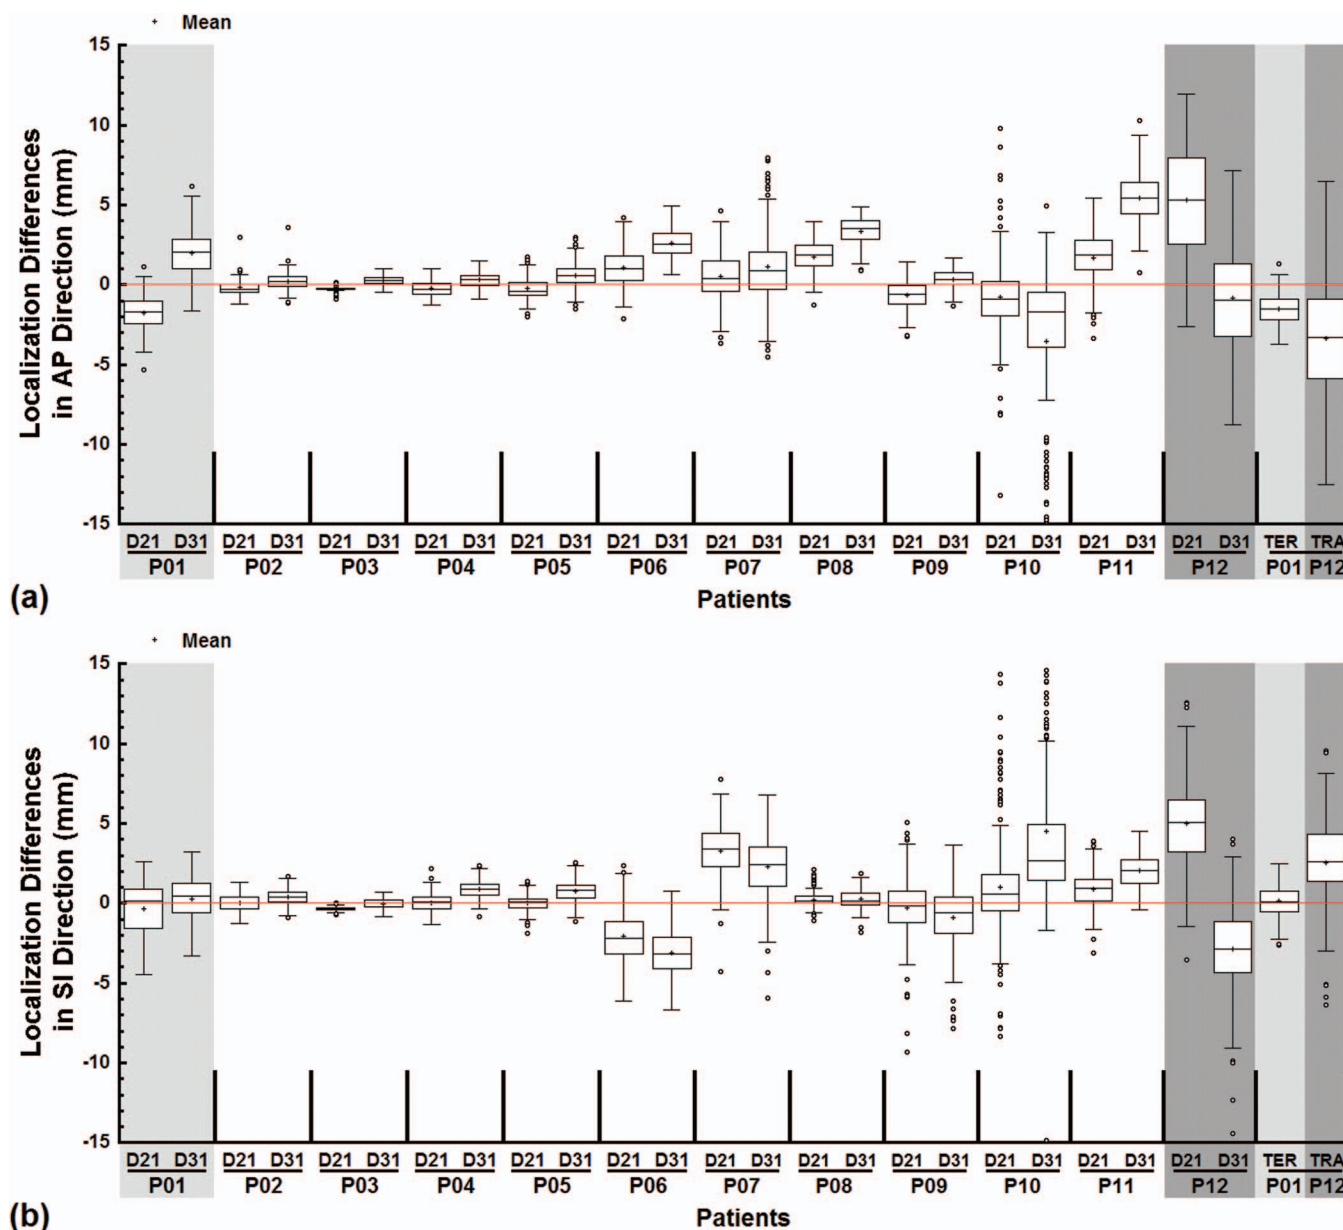 + Mean
Localization Differences
in AP Direction (mm)
15
10
5
0
-5
-10
-15
D21 D31 D21 D31 D21 D31 D21 D31 D21 D31 D21 D31 D21 D31 D21 D31 D21 D31 D21 D31 D21 D31 D21 D31 TER TRA
P01 P02 P03 P04 P05 P06 P07 P08 P09 P10 P11 P12 P01 P12
(a)
Patients
+ Mean
Localization Differences
in SI Direction (mm)
15
10
5
0
-5
-10
-15
D21 D31 D21 D31 D21 D31 D21 D31 D21 D31 D21 D31 D21 D31 D21 D31 D21 D31 D21 D31 D21 D31 D21 D31 TER TRA
P01 P02 P03 P04 P05 P06 P07 P08 P09 P10 P11 P12 P01 P12
(b)
Patients